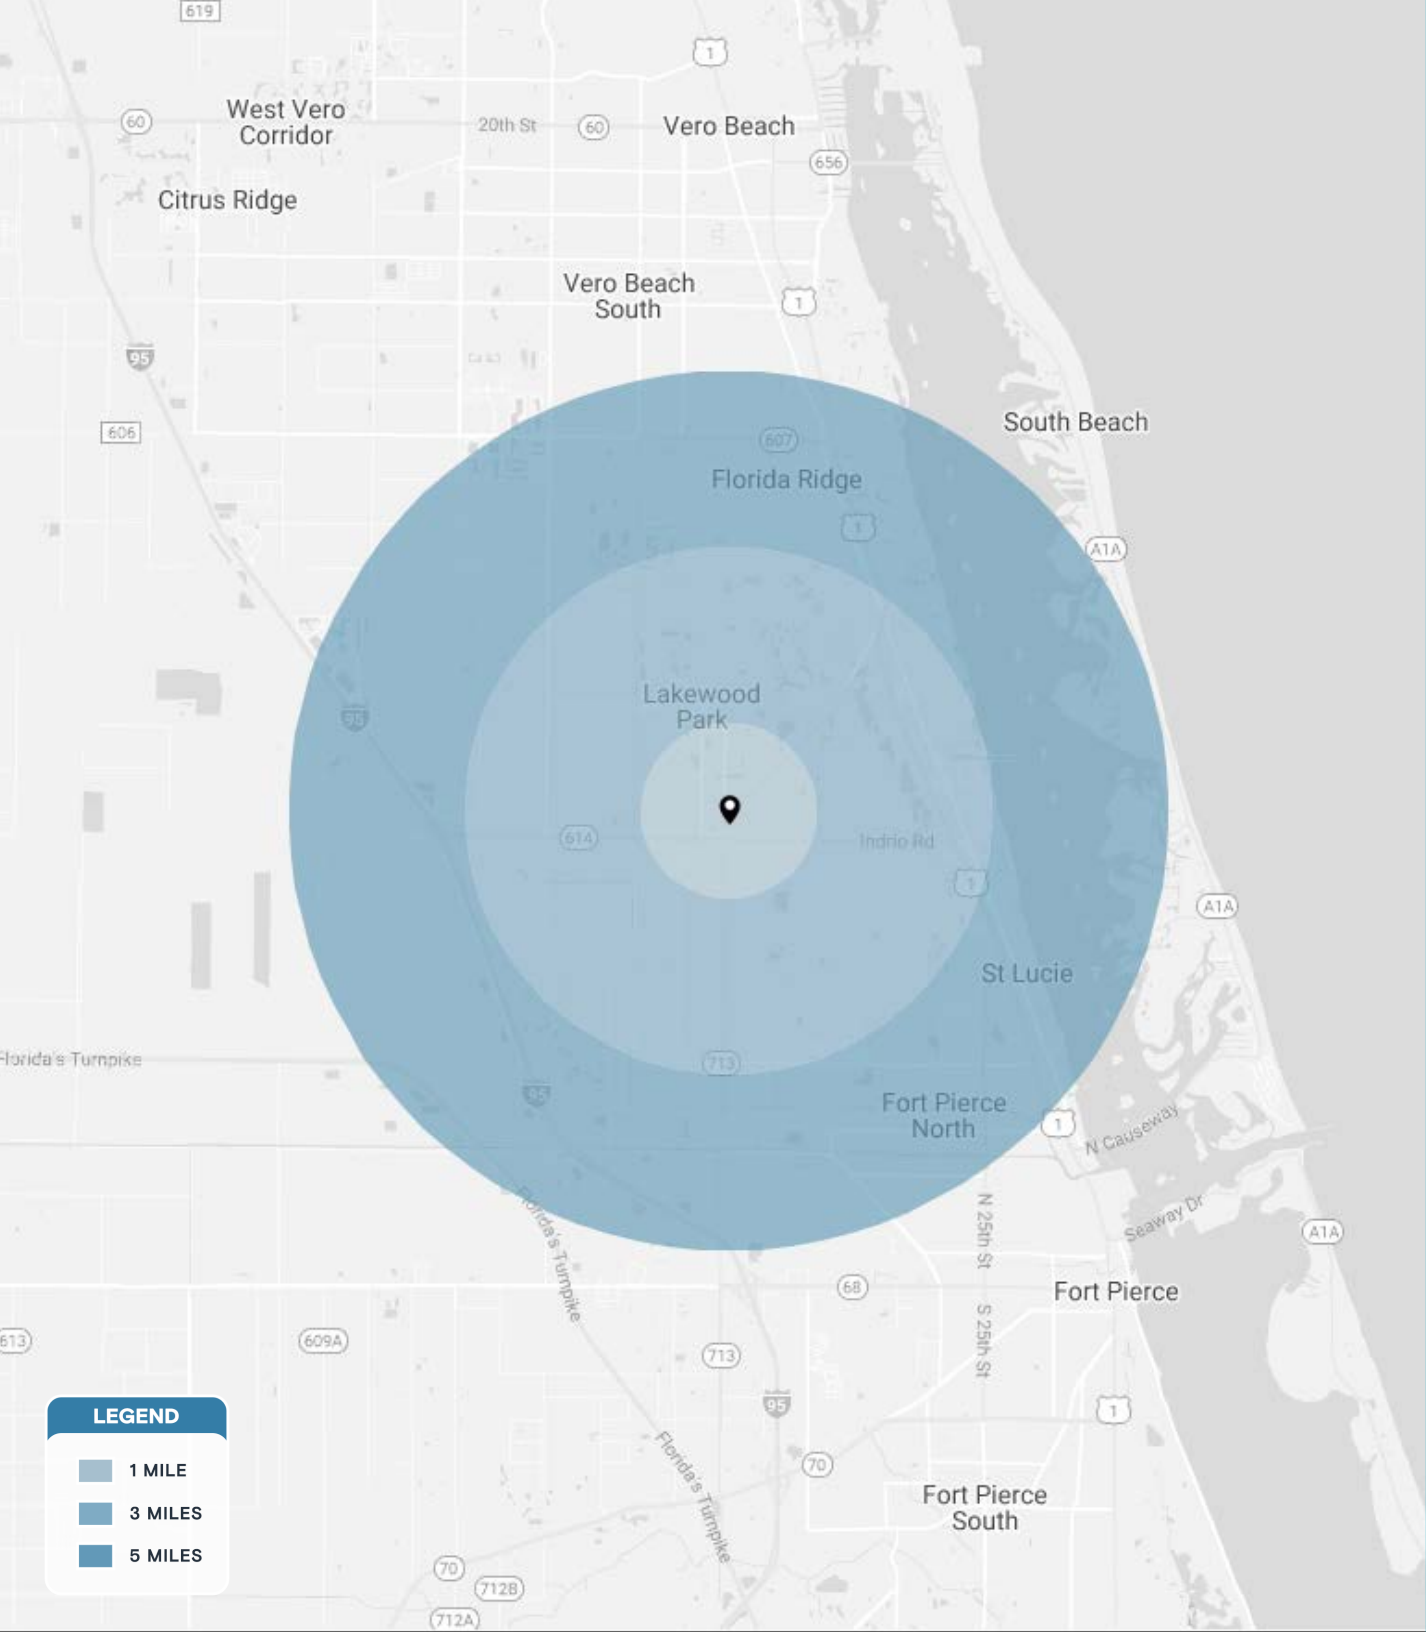 619
1
West Vero
Corridor
60
20th St
60
Vero Beach
656
Citrus Ridge
Vero Beach
South
1
95
South Beach
606
607
Florida Ridge
1
A1A
Lakewood
Park
95
614
Indrio Rd
1
A1A
St Lucie
Florida's Turnpike
713
95
Fort Pierce
North
1
N Causeway
Florida's Turnpike
N 25th St
Seaway Dr
A1A
68
Fort Pierce
613
609A
S 25th St
713
95
1
LEGEND
1 MILE
3 MILES
5 MILES
Florida's Turnpike
70
Fort Pierce
South
70
712B
712A